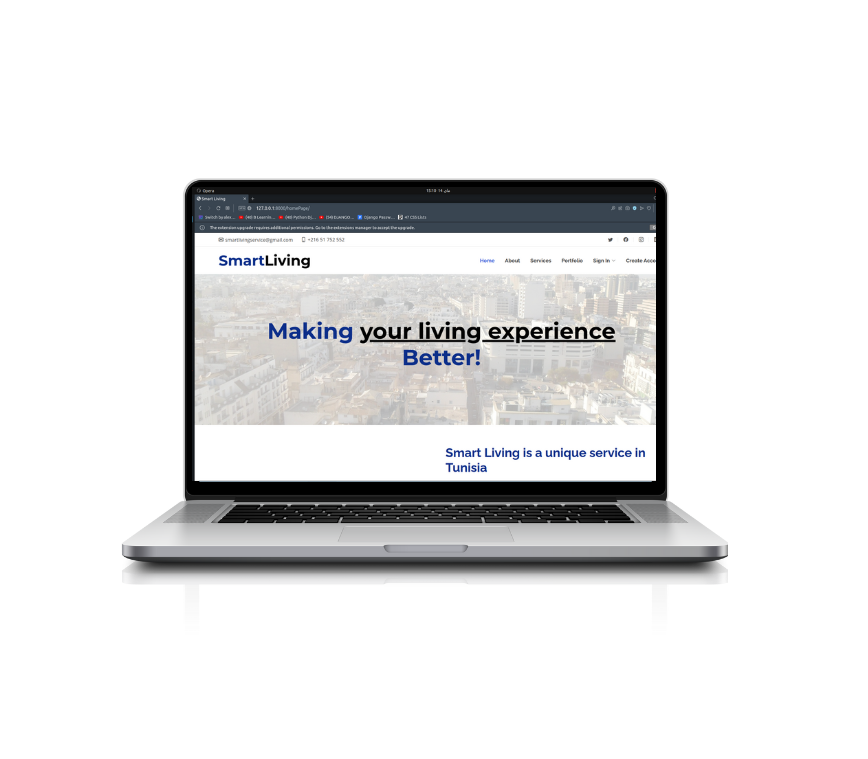 Opera
Smart Living
127.0.0.1:8000/homePage/
The extension upgrade requires additional permissions. Go to the extensions manager to accept the upgrade.
smartlivingservice@gmail.com +216 51 752 552
SmartLiving
Home About Services Portfolio Sign In Create Acco
Making your living experience
Better!
Smart Living is a unique service in
Tunisia